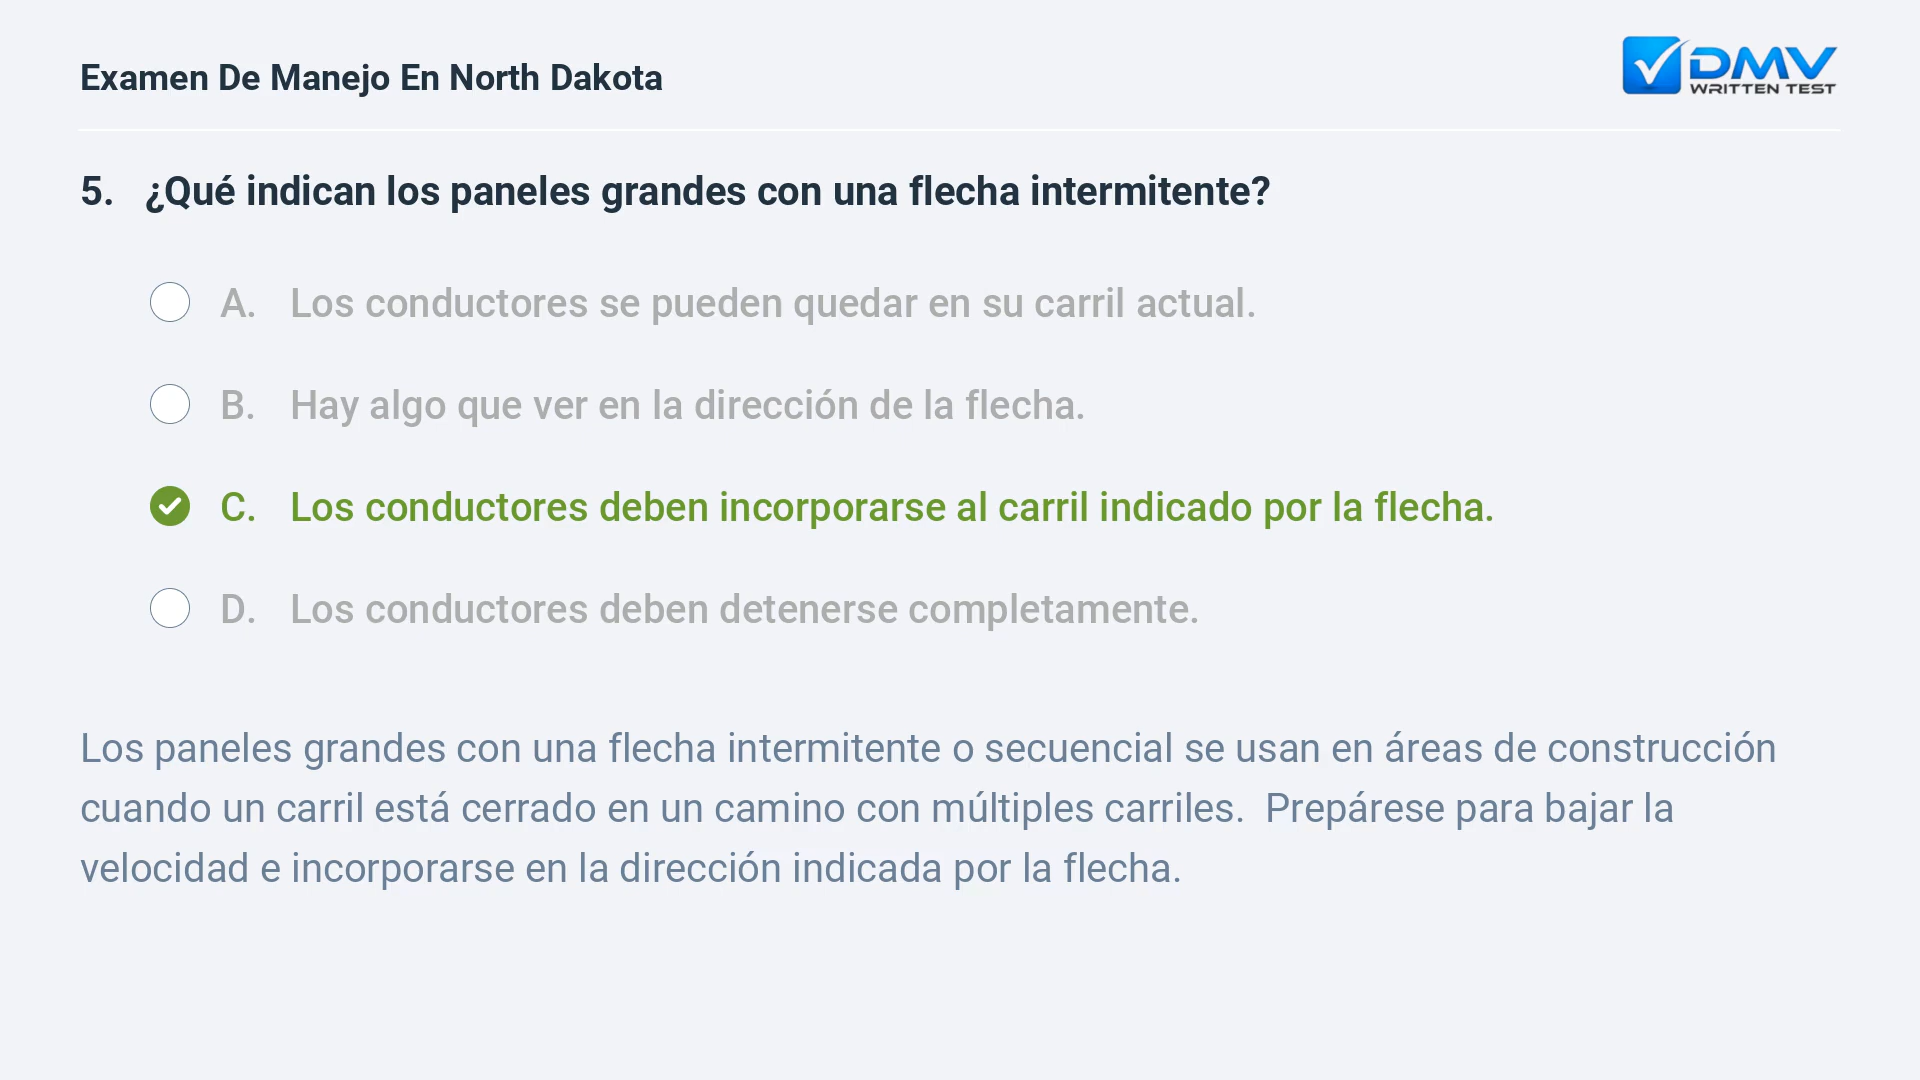 Examen De Manejo En North Dakota
DMV
WRITTEN TEST
5. ¿Qué indican los paneles grandes con una flecha intermitente?
A. Los conductores se pueden quedar en su carril actual.
B. Hay algo que ver en la dirección de la flecha.
C. Los conductores deben incorporarse al carril indicado por la flecha.
D. Los conductores deben detenerse completamente.
Los paneles grandes con una flecha intermitente o secuencial se usan en áreas de construcción
cuando un carril está cerrado en un camino con múltiples carriles.  Prepárese para bajar la
velocidad e incorporarse en la dirección indicada por la flecha.